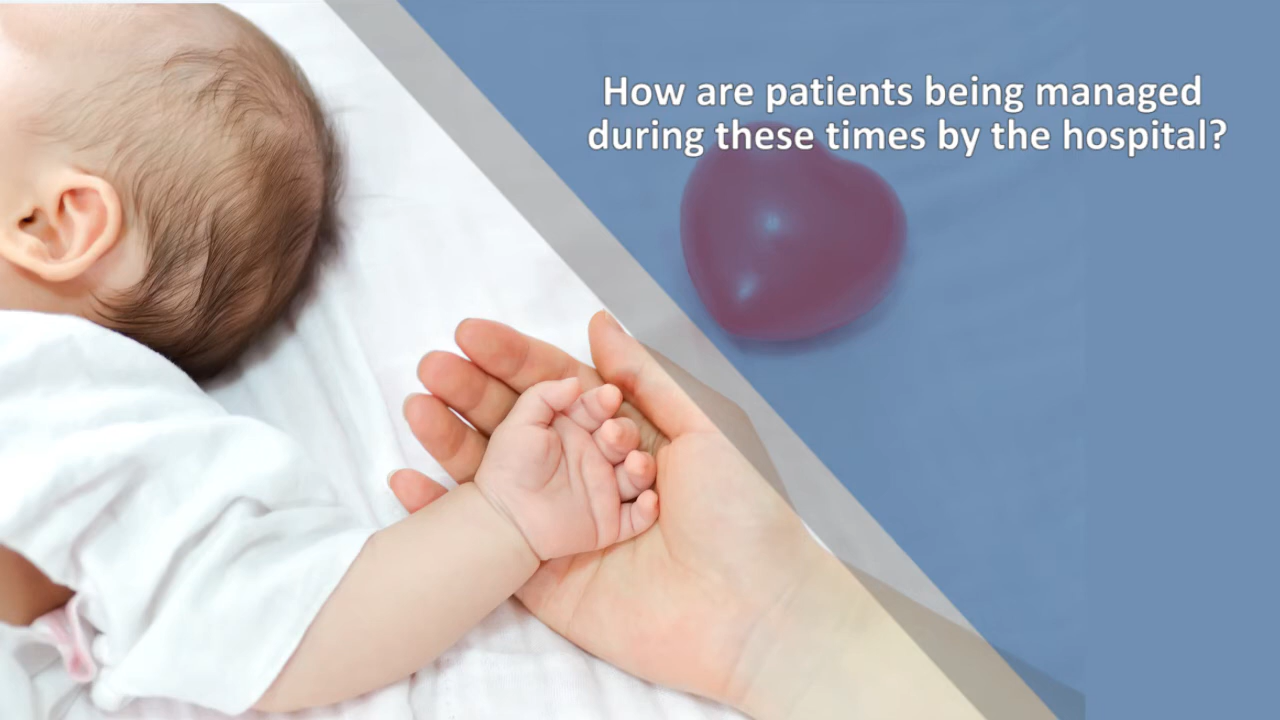 How are patients being managed
during these times by the hospital?